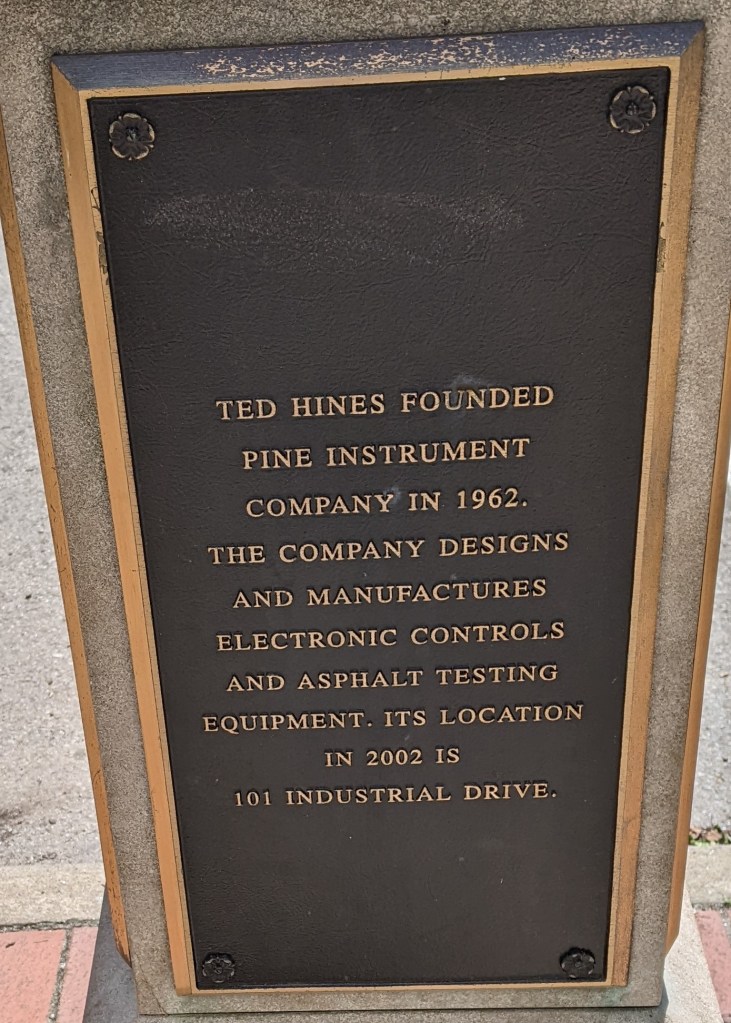 TED HINES FOUNDED
PINE INSTRUMENT
COMPANY IN 1962.
THE COMPANY DESIGNS
AND MANUFACTURES
ELECTRONIC CONTROLS
AND ASPHALT TESTING
EQUIPMENT. ITS LOCATION
IN 2002 IS
101 INDUSTRIAL DRIVE.